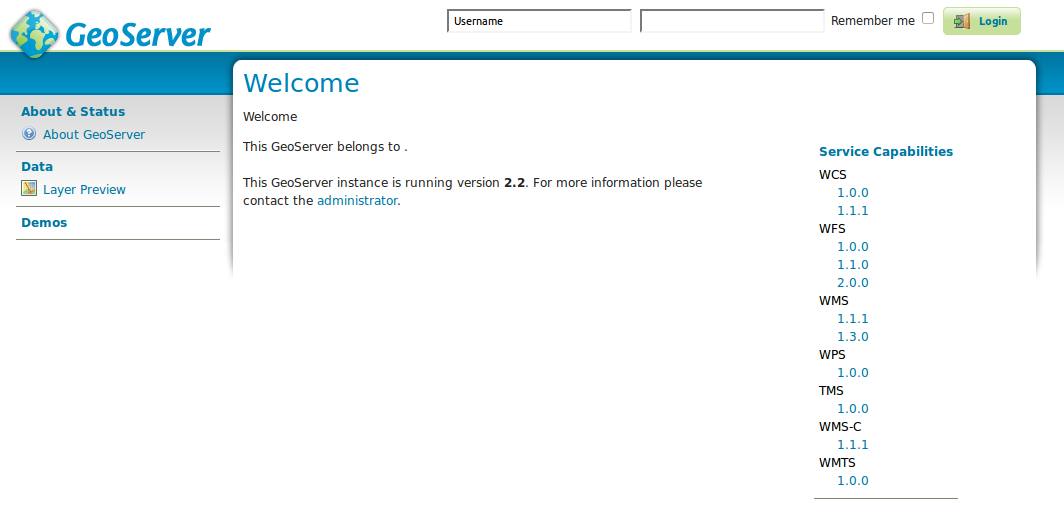 GeoServer
Username
Remember me
Login
About & Status
About GeoServer
Data
Layer Preview
Demos
Welcome
Welcome
This GeoServer belongs to .
This GeoServer instance is running version 2.2. For more information please
contact the administrator.
Service Capabilities
WCS
1.0.0
1.1.1
WFS
1.0.0
1.1.0
2.0.0
WMS
1.1.1
1.3.0
WPS
1.0.0
TMS
1.0.0
WMS-C
1.1.1
WMTS
1.0.0